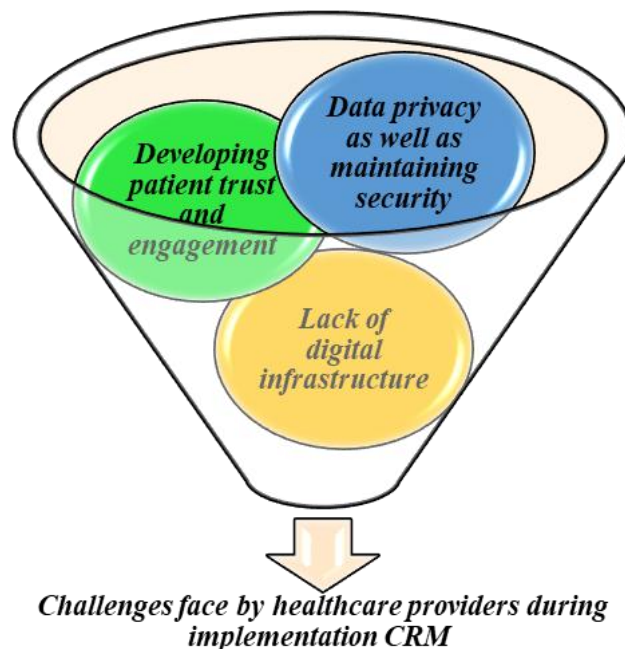 Developing
patient trust
and
engagement
Data privacy
as well as
maintaining
security
Lack of
digital
infrastructure
Challenges face by healthcare providers during
implementation CRM